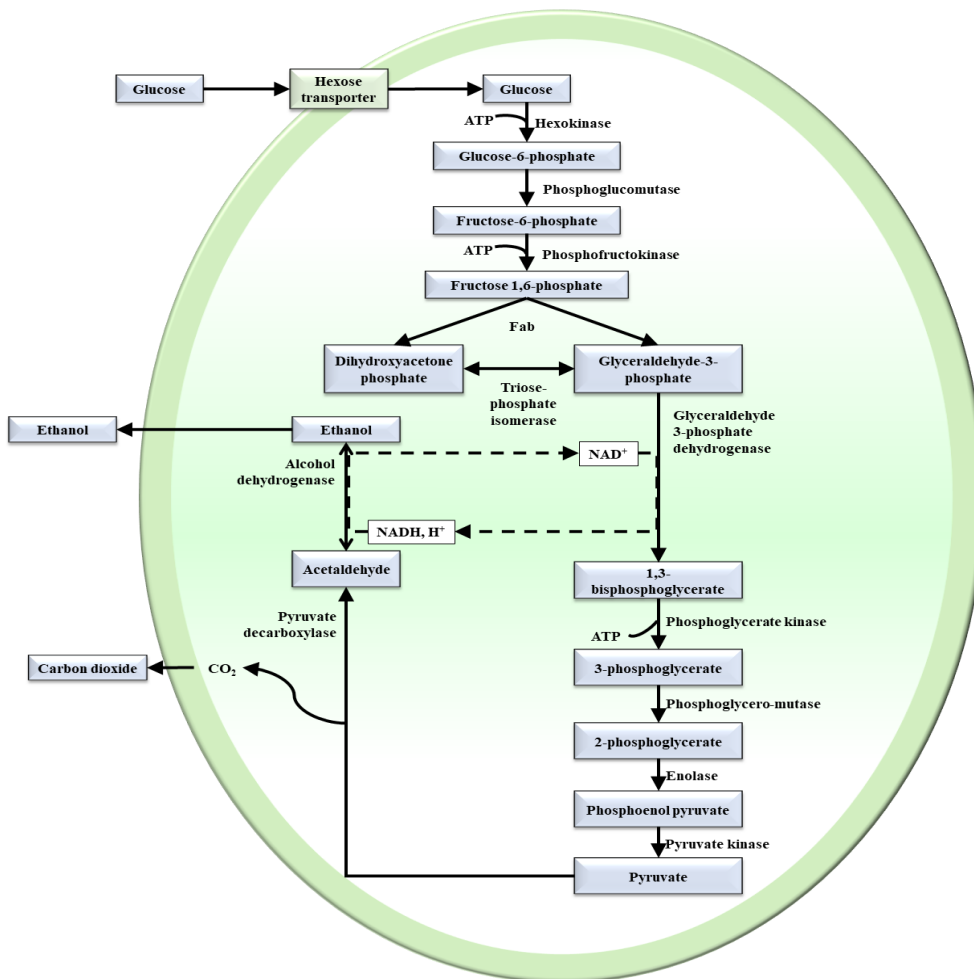 Glucose
Hexose
transporter
Glucose
ATP
Hexokinase
Glucose-6-phosphate
Phosphoglucomutase
Fructose-6-phosphate
ATP
Phosphofructokinase
Fructose 1,6-phosphate
Fab
Dihydroxyacetone
phosphate
Glyceraldehyde-3-
phosphate
Triose-
phosphate
isomerase
Glyceraldehyde
3-phosphate
dehydrogenase
Ethanol
Ethanol
Alcohol
dehydrogenase
NAD⁺
NADH, H⁺
Acetaldehyde
1,3-
bisphosphoglycerate
Pyruvate
decarboxylase
Phosphoglycerate kinase
ATP
Carbon dioxide
CO₂
3-phosphoglycerate
Phosphoglycero-mutase
2-phosphoglycerate
Enolase
Phosphoenol pyruvate
Pyruvate kinase
Pyruvate